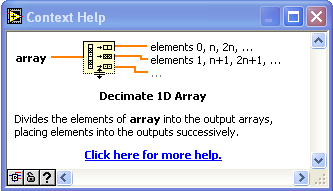 Context Help
elements 0, n, 2n, ...
array
elements 1, n+1, 2n+1, ...
...
Decimate 1D Array
Divides the elements of array into the output arrays,
placing elements into the outputs successively.
Click here for more help.
?